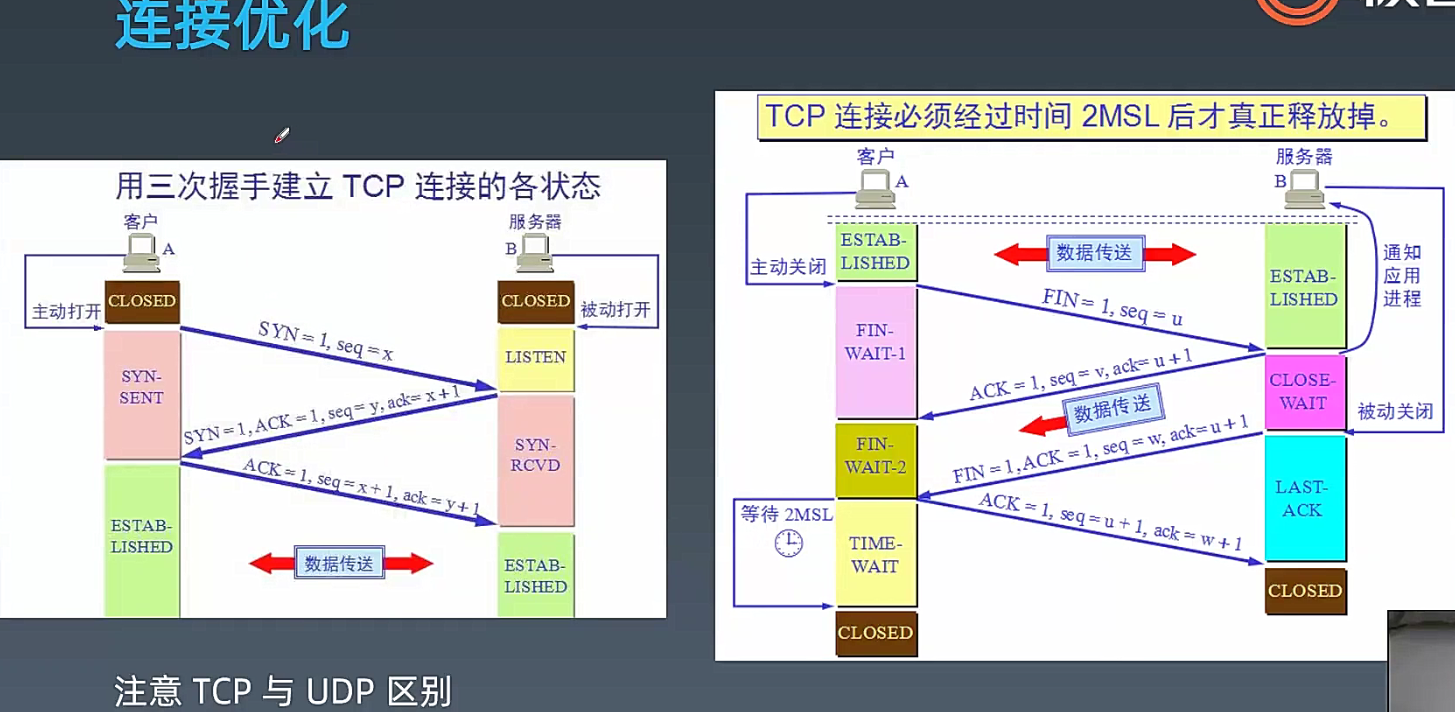 连接优化
用三次握手建立 TCP 连接的各状态
客户
服务器
A
B
主动打开
CLOSED
CLOSED
被动打开
SYN = 1, seq = x
LISTEN
SYN-
SENT
SYN = 1, ACK = 1, seq = y, ack= x + 1
SYN-
RCVD
ACK = 1, seq = x + 1, ack = y + 1
ESTAB-
LISHED
数据传送
ESTAB-
LISHED
TCP 连接必须经过时间 2MSL 后才真正释放掉。
客户
服务器
A
B
ESTAB-
LISHED
数据传送
通知
应用
进程
主动关闭
ESTAB-
LISHED
FIN = 1, seq = u
FIN-
WAIT-1
ACK = 1, seq = v, ack= u + 1
CLOSE-
WAIT
数据传送
被动关闭
FIN-
WAIT-2
FIN = 1, ACK = 1, seq = w, ack= u + 1
LAST-
ACK
ACK = 1, seq = u + 1, ack = w + 1
等待 2MSL
TIME-
WAIT
CLOSED
CLOSED
注意 TCP 与 UDP 区别